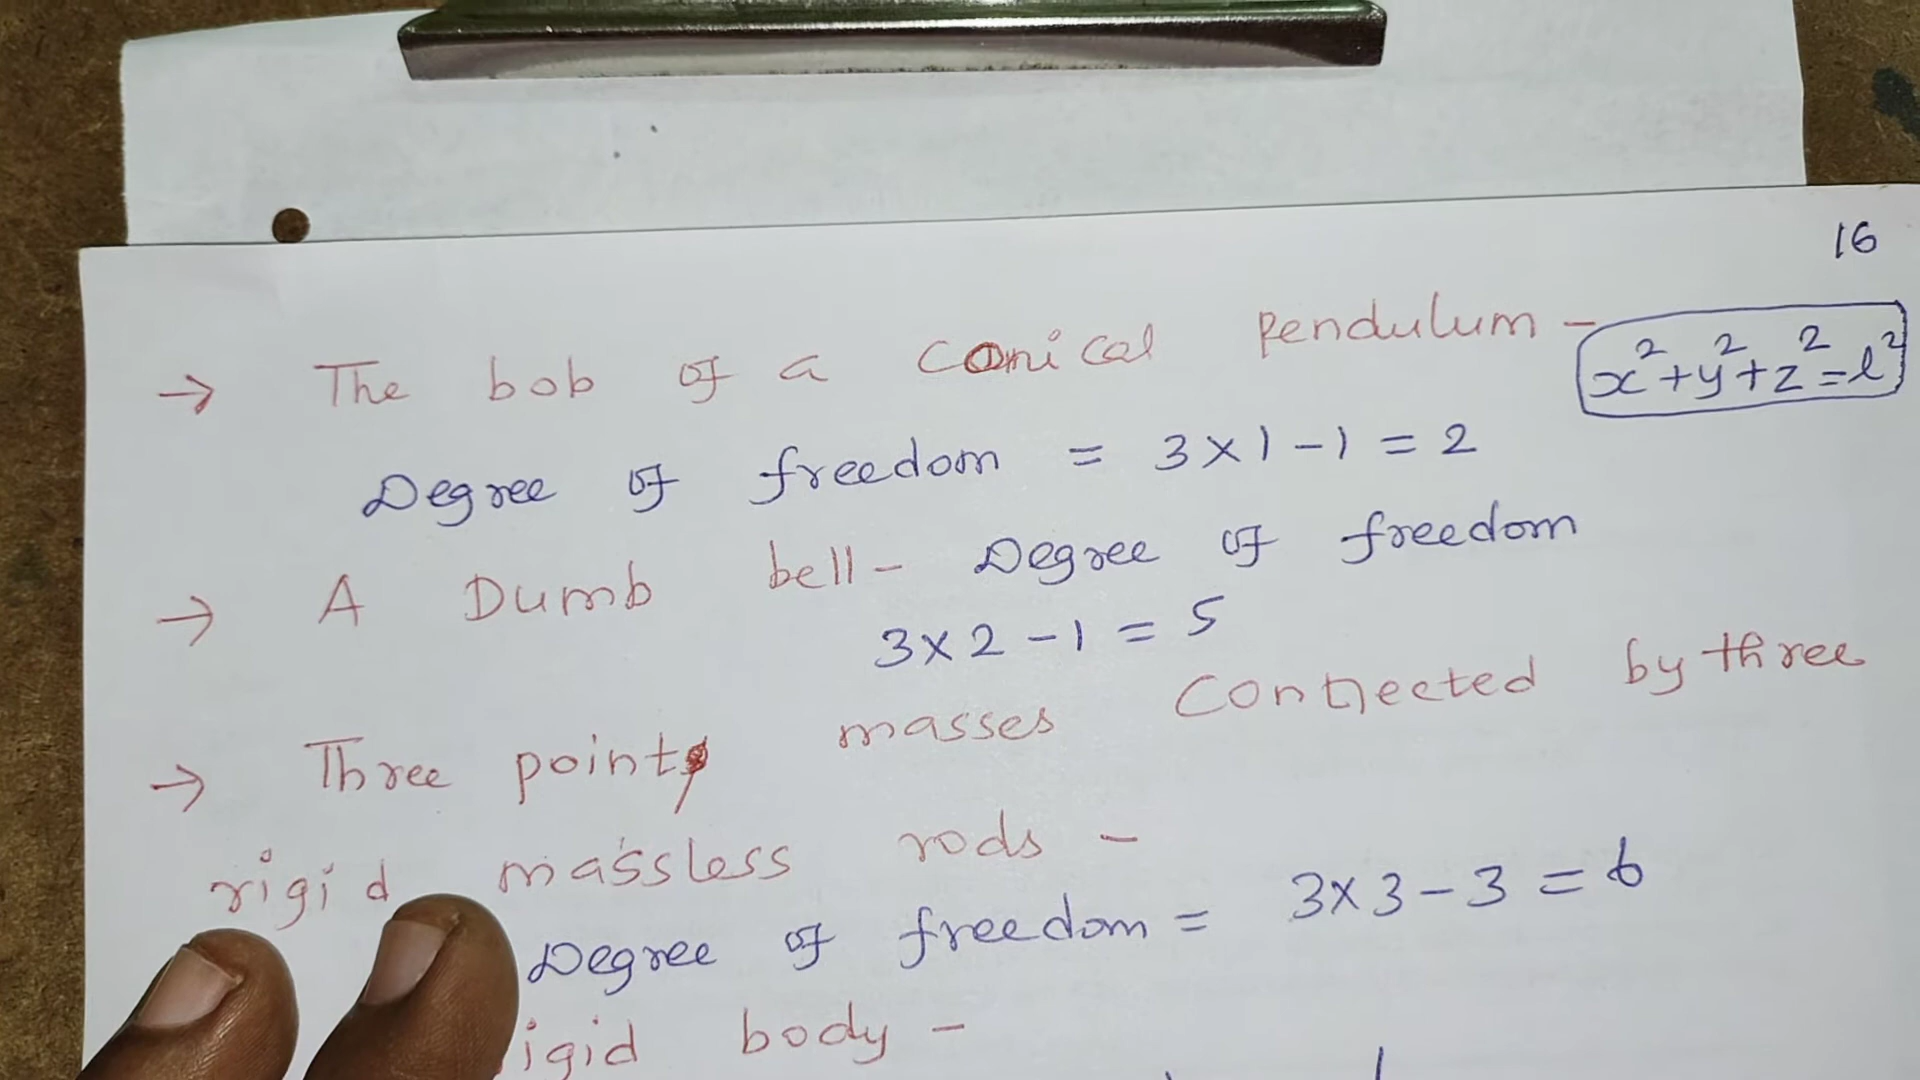 16
→ The bob of a conical pendulum - x²+y²+z²=l²
Degree of freedom = 3×1-1=2
→ A Dumb bell- Degree of freedom
3×2-1=5
→ Three point masses connected by three
rigid massless rods -
Degree of freedom = 3×3-3=6
igid body -